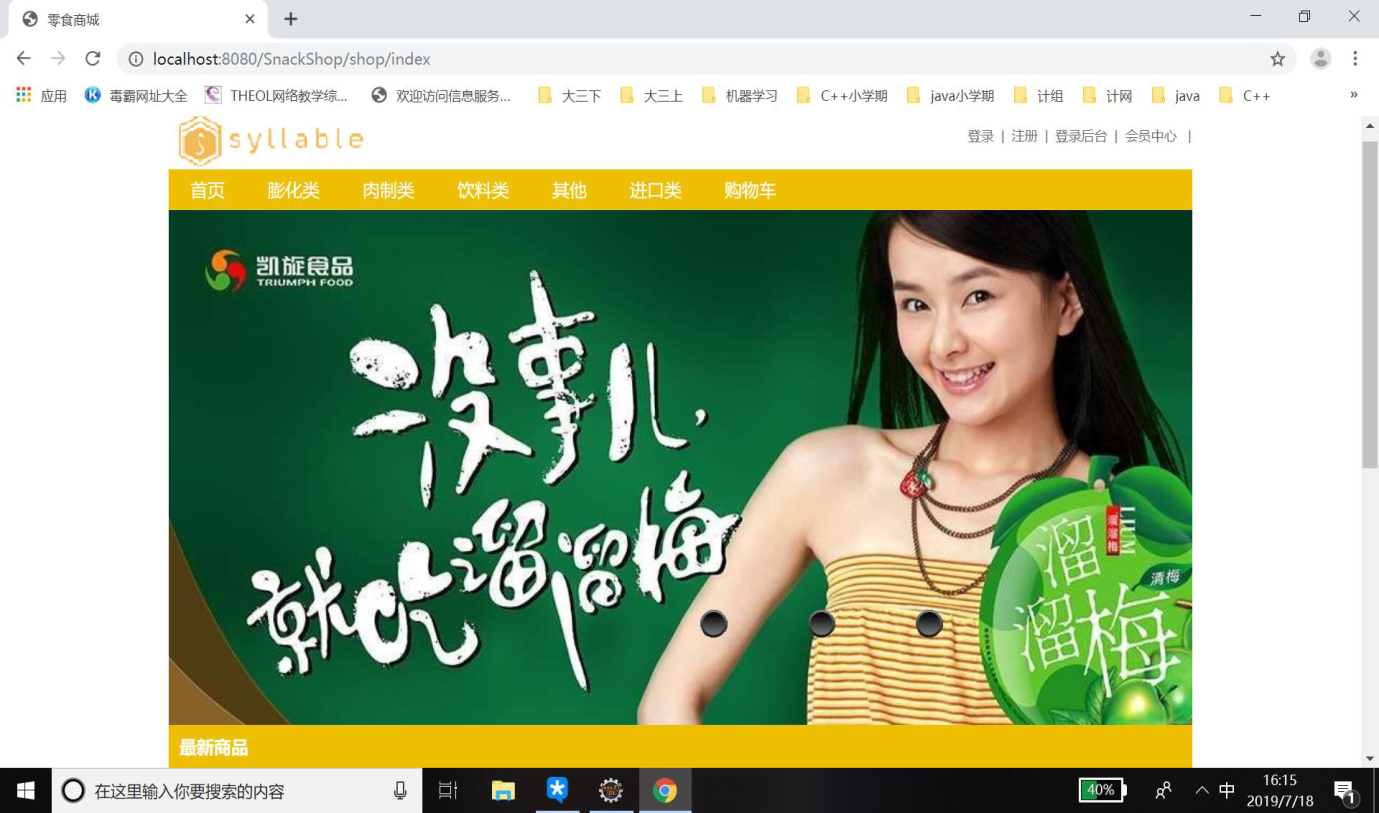 零食商城
localhost:8080/SnackShop/shop/index
应用 毒霸网址大全 THEOL网络教学综... 欢迎访问信息服务... 大三下 大三上 机器学习 C++小学期 java小学期 计组 计网 java C++ »
syllable
登录 | 注册 | 登录后台 | 会员中心 |
首页 膨化类 肉制类 饮料类 其他 进口类 购物车
凯旋食品
TRIUMPH FOOD
没事儿,
就吃溜溜梅
LIUM
溜溜梅
清梅
溜
溜梅
最新商品
在这里输入你要搜索的内容
40%
中
16:15
2019/7/18
1